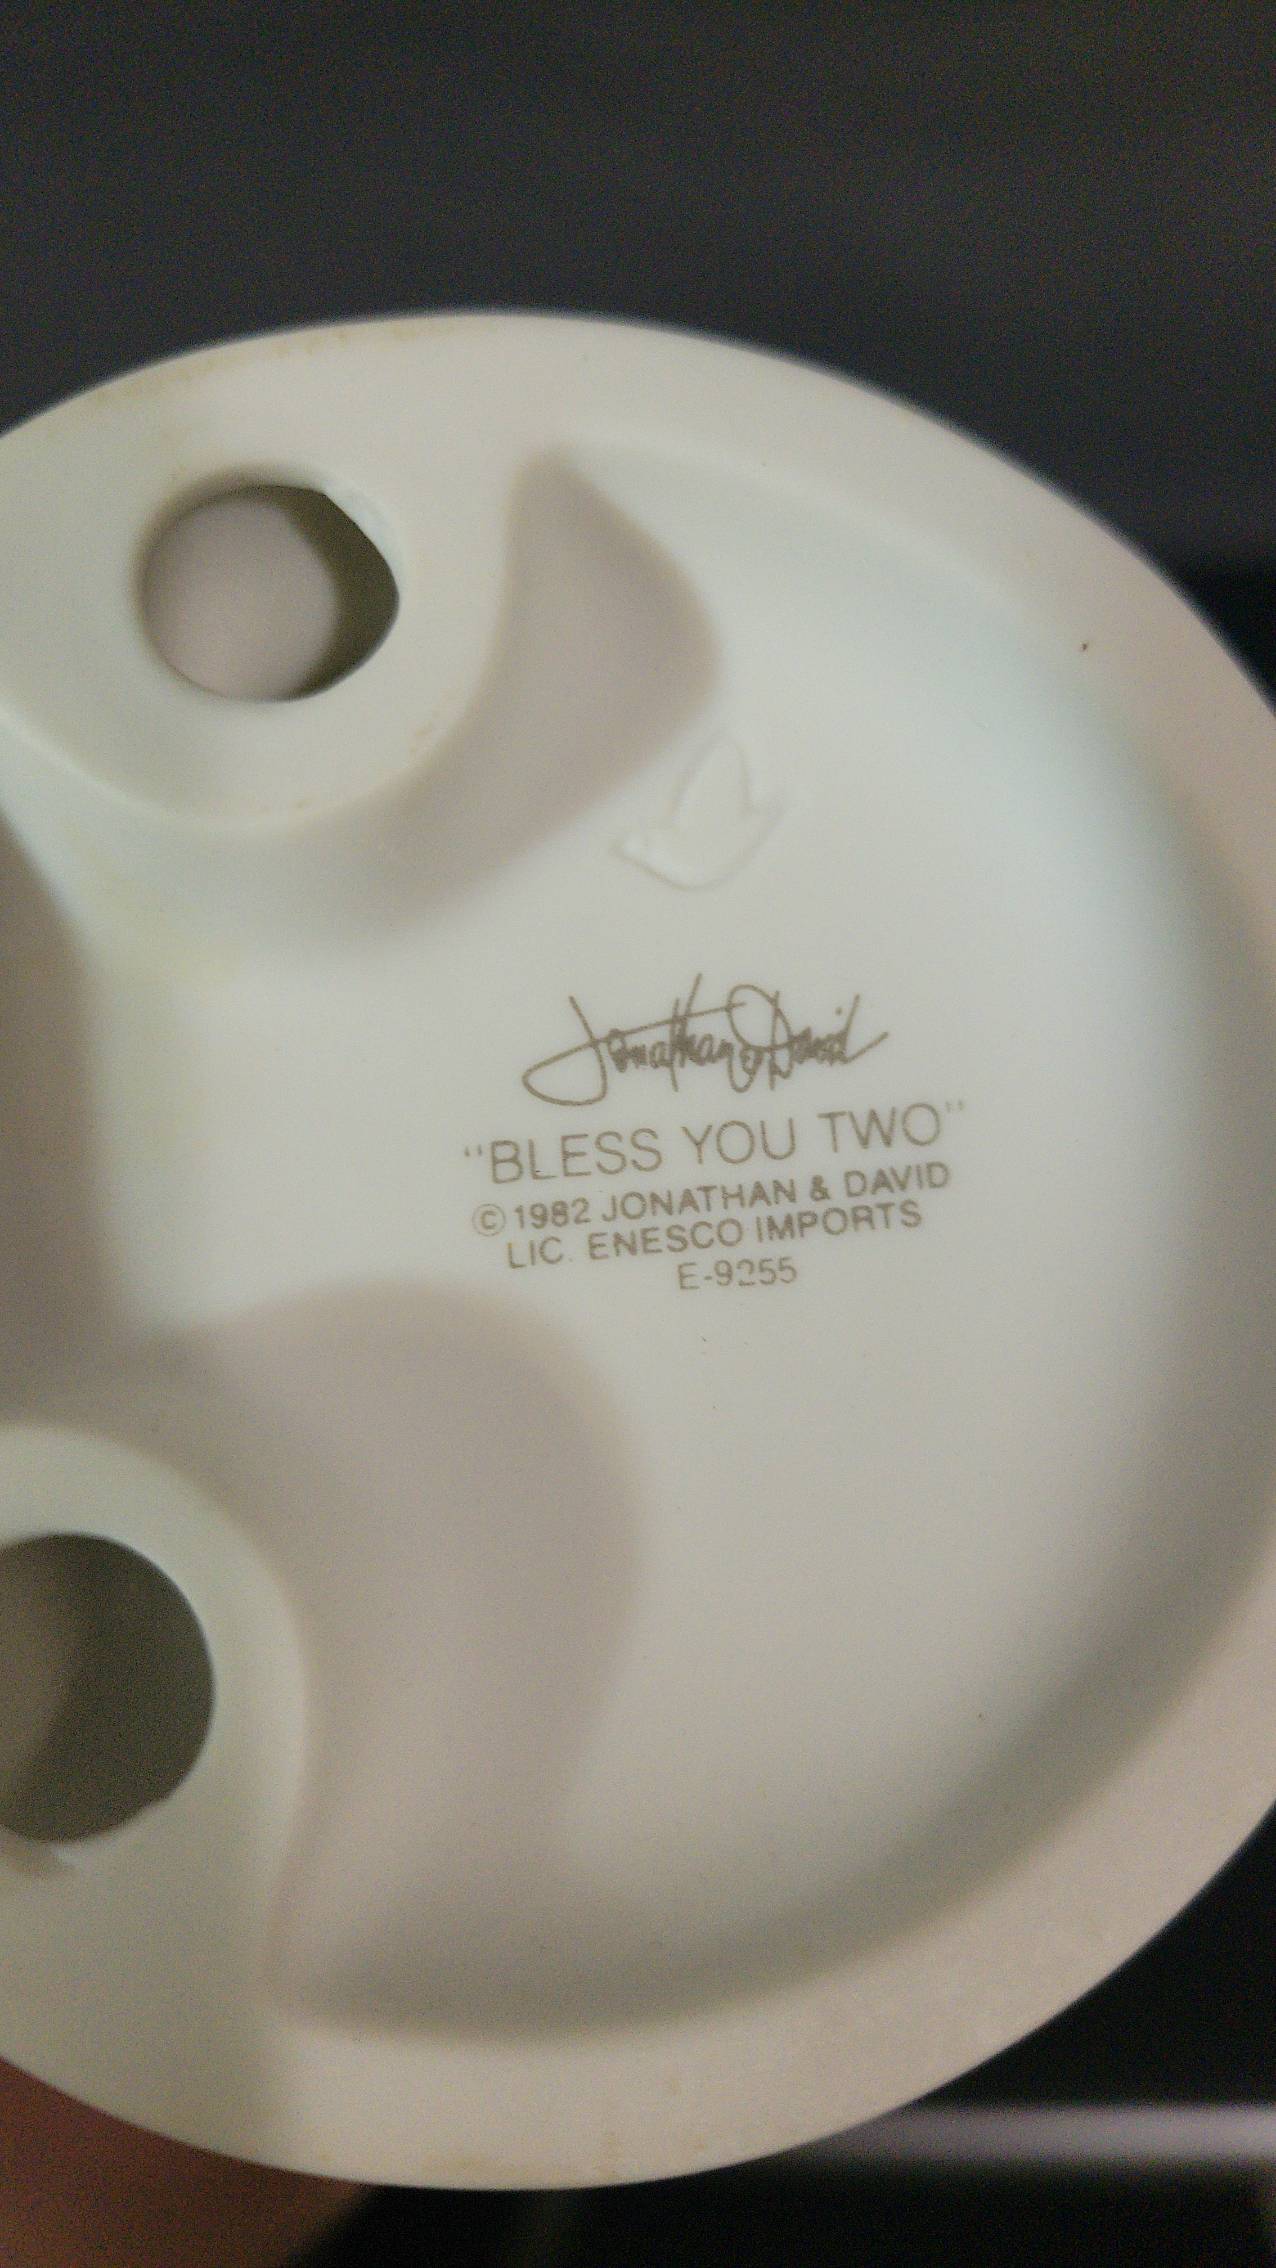 Jonathan & David
"BLESS YOU TWO"
©1982 JONATHAN & DAVID
LIC. ENESCO IMPORTS
E-9255